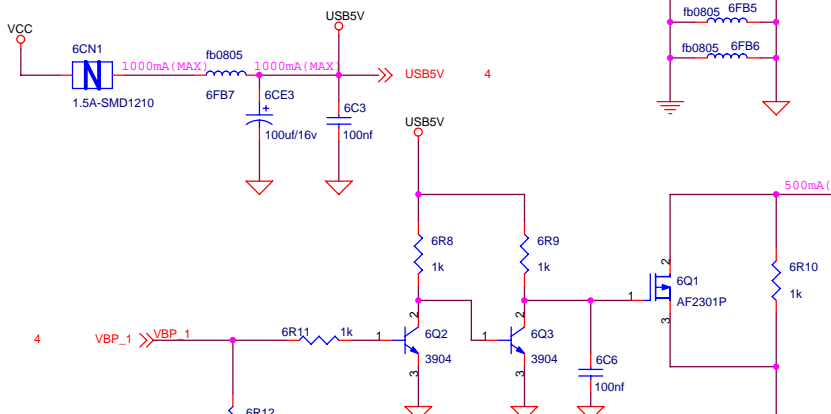 VCC
6CN1
1.5A-SMD1210
1000mA(MAX)
fb0805
6FB7
1000mA(MAX)
USB5V
USB5V 4
6CE3
+
100uf/16v
6C3
100nf
fb0805 6FB5
fb0805 6FB6
USB5V
6R8
1k
6R9
1k
500mA(
2
6Q1
1
AF2301P
3
6R10
1k
4 VBP_1 VBP_1
6R11 1k
1
2
6Q2
3904
3
1
2
6Q3
3904
3
6C6
100nf
6R12